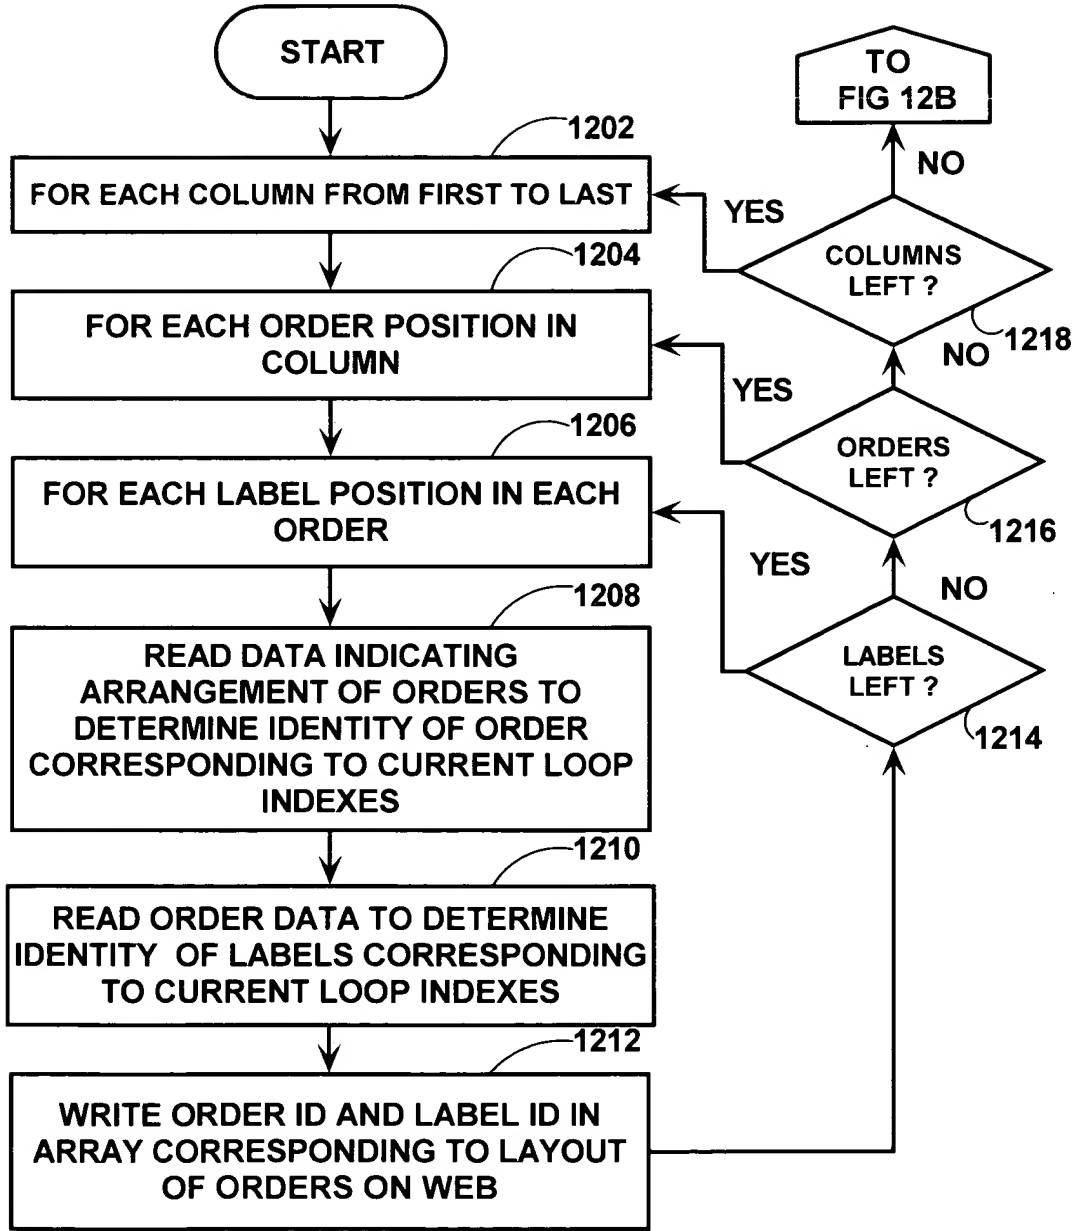 START
1202
FOR EACH COLUMN FROM FIRST TO LAST
1204
FOR EACH ORDER POSITION IN
COLUMN
1206
FOR EACH LABEL POSITION IN EACH
ORDER
1208
READ DATA INDICATING
ARRANGEMENT OF ORDERS TO
DETERMINE IDENTITY OF ORDER
CORRESPONDING TO CURRENT LOOP
INDEXES
1210
READ ORDER DATA TO DETERMINE
IDENTITY OF LABELS CORRESPONDING
TO CURRENT LOOP INDEXES
1212
WRITE ORDER ID AND LABEL ID IN
ARRAY CORRESPONDING TO LAYOUT
OF ORDERS ON WEB
TO
FIG 12B
NO
YES
COLUMNS
LEFT ?
1218
NO
YES
ORDERS
LEFT ?
1216
YES
NO
LABELS
LEFT ?
1214